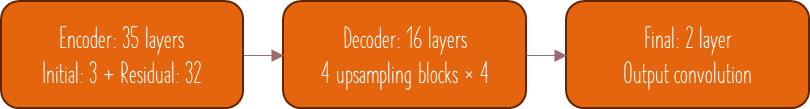 Encoder: 35 layers
Initial: 3 + Residual: 32
Decoder: 16 layers
4 upsampling blocks × 4
Final: 2 layer
Output convolution